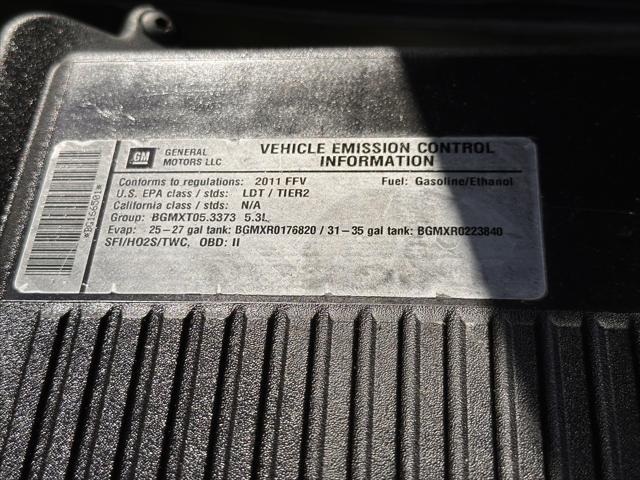 GM
GENERAL
MOTORS LLC
VEHICLE EMISSION CONTROL
INFORMATION
Conforms to regulations: 2011 FFV Fuel: Gasoline/Ethanol
U.S. EPA class / stds: LDT / TIER2
California class / stds: N/A
Group: BGMXT05.3373 5.3L
Evap: 25-27 gal tank: BGMXR0176820 / 31-35 gal tank: BGMXR0223840
SFI/HO2S/TWC, OBD: II
*BG166501*